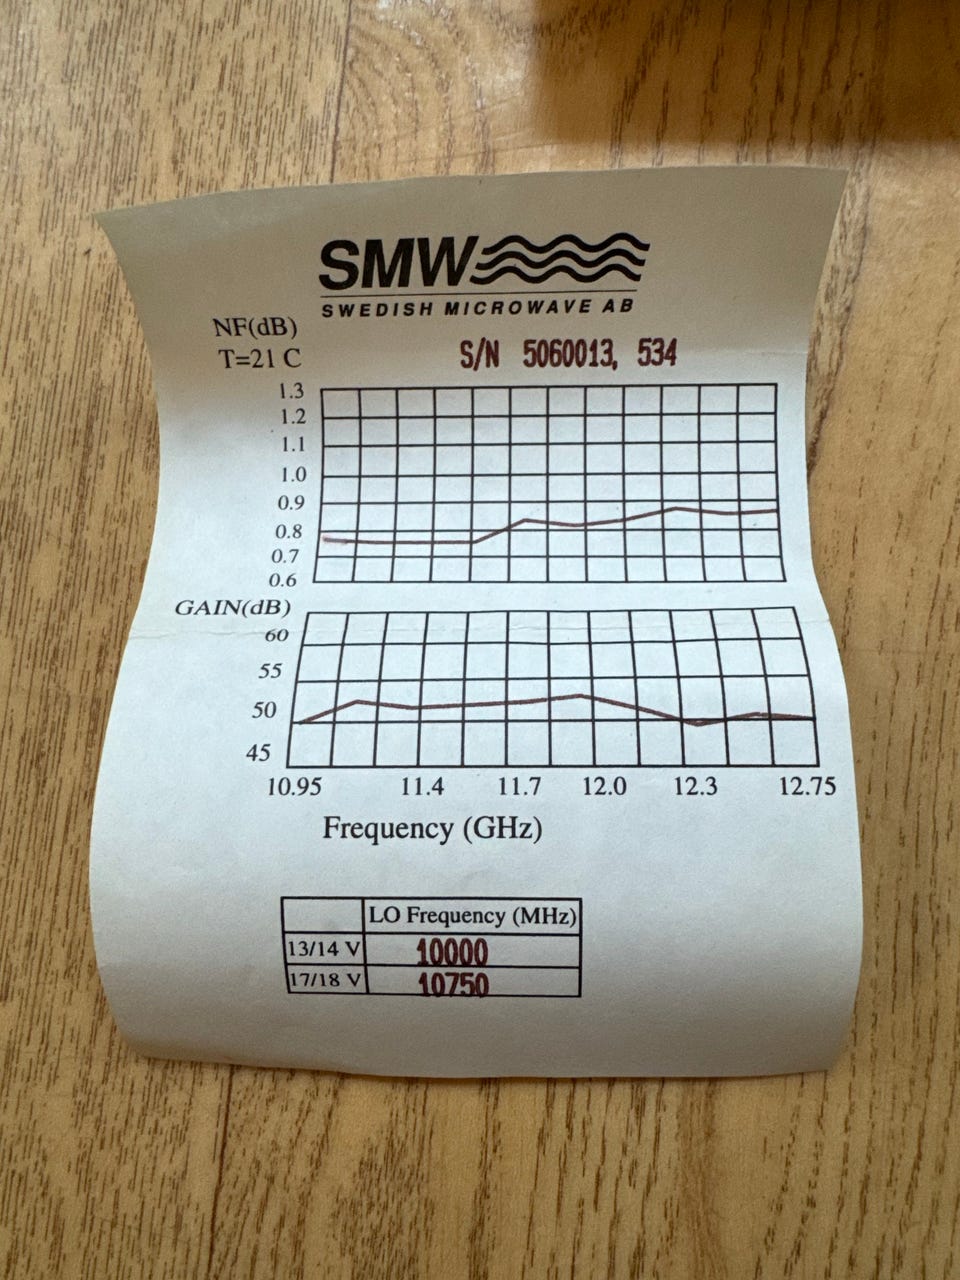 SMW
SWEDISH MICROWAVE AB
NF(dB)
T=21 C
S/N 5060013, 534
1.3
1.2
1.1
1.0
0.9
0.8
0.7
0.6
GAIN(dB)
60
55
50
45
10.95 11.4 11.7 12.0 12.3 12.75
Frequency (GHz)
LO Frequency (MHz)
13/14 V 10000
17/18 V 10750